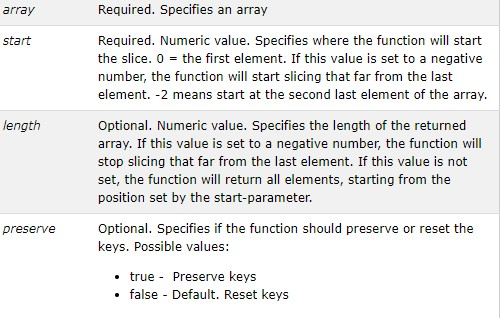 array Required. Specifies an array
start Required. Numeric value. Specifies where the function will start
the slice. 0 = the first element. If this value is set to a negative
number, the function will start slicing that far from the last
element. -2 means start at the second last element of the array.
length Optional. Numeric value. Specifies the length of the returned
array. If this value is set to a negative number, the function will
stop slicing that far from the last element. If this value is not
set, the function will return all elements, starting from the
position set by the start-parameter.
preserve Optional. Specifies if the function should preserve or reset the
keys. Possible values:
• true - Preserve keys
• false - Default. Reset keys